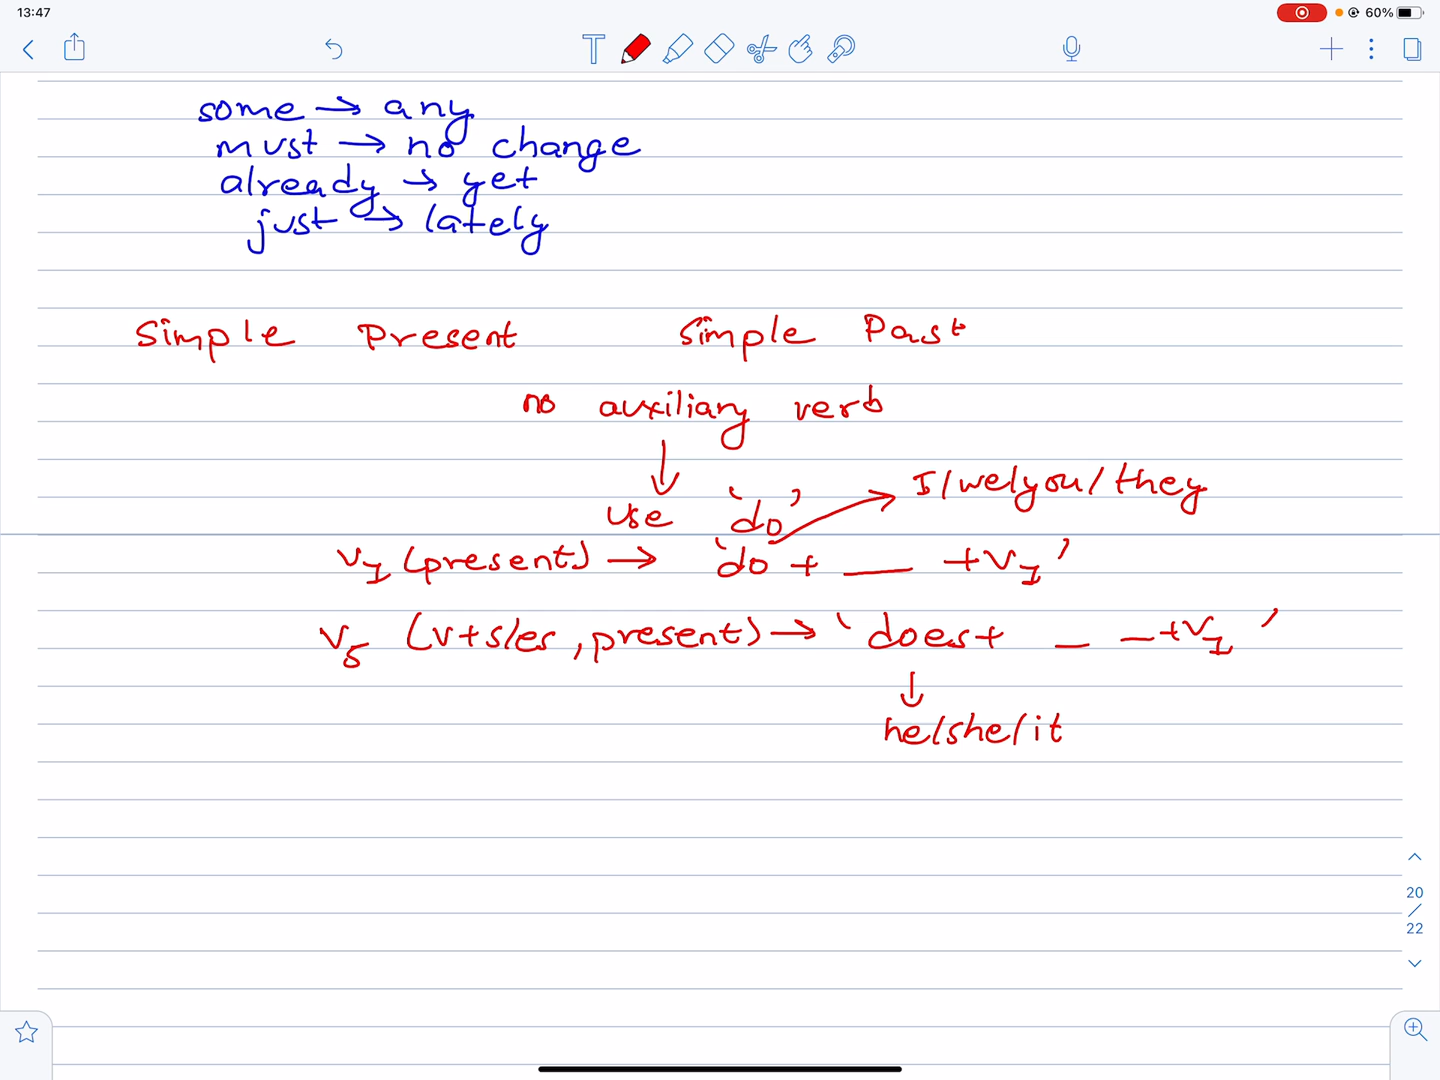 13:47
60%
T
some → any
must → no change
already → yet
just → lately
Simple Present Simple Past
no auxiliary verb
↓
use 'do' → I/we/you/they
V1 (present) → 'do + ___ + V1'
V5 (V+s/es, present) → 'does + _ _ + V1'
↓
he/she/it
20
/
22